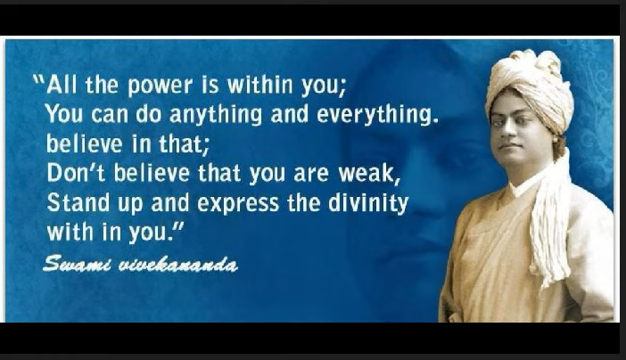 “All the power is within you;
You can do anything and everything.
believe in that;
Don't believe that you are weak,
Stand up and express the divinity
with in you.”
Swami vivekananda